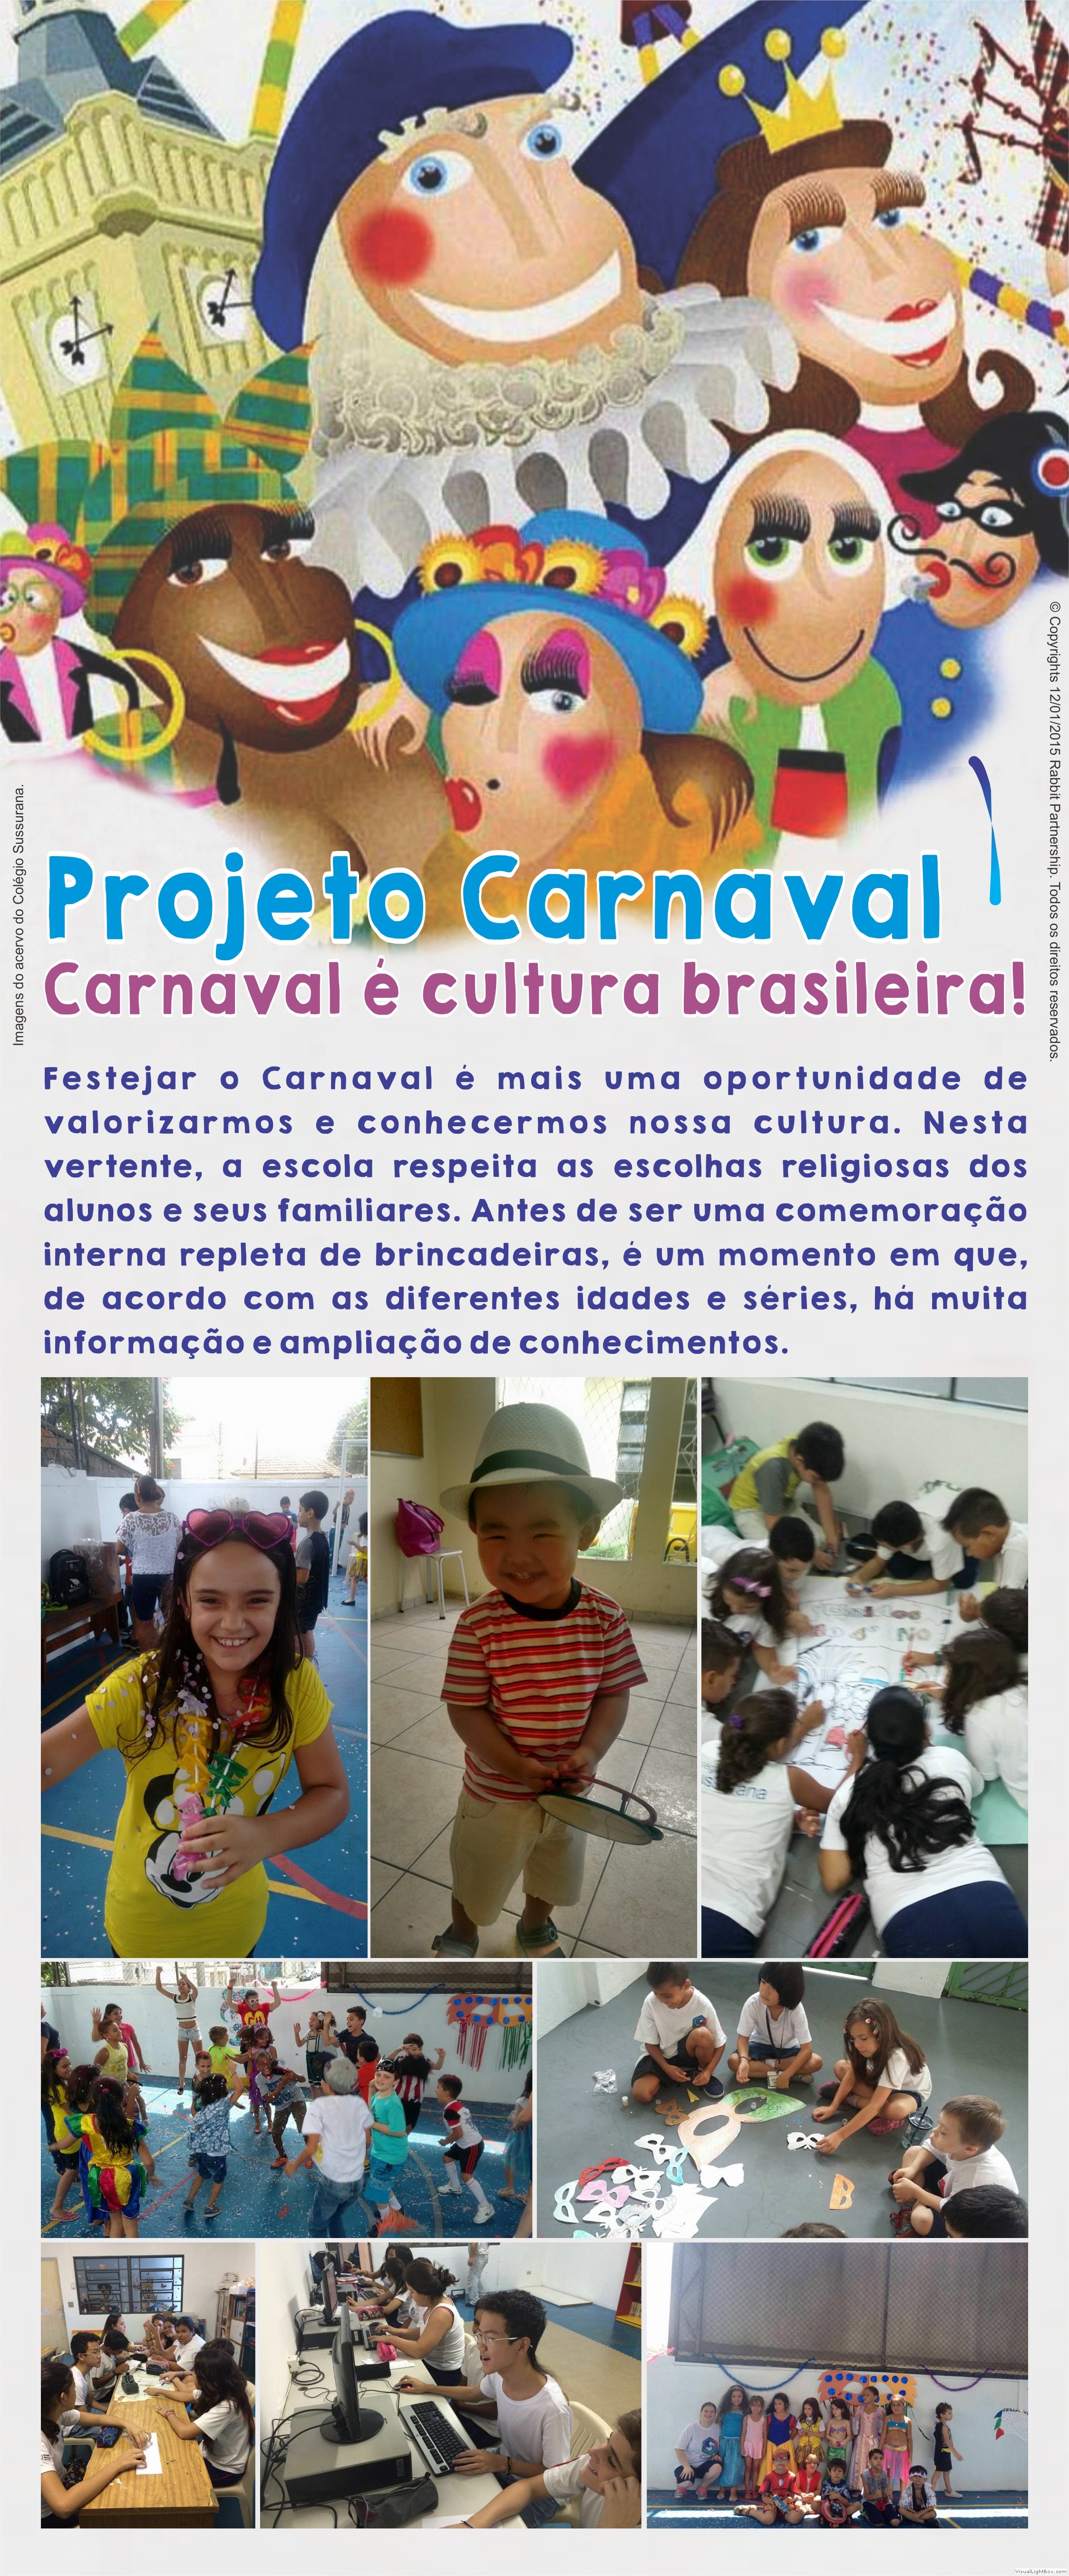 Projeto Carnaval
Carnaval é cultura brasileira!
Festejar o Carnaval é mais uma oportunidade de
valorizarmos e conhecermos nossa cultura. Nesta
vertente, a escola respeita as escolhas religiosas dos
alunos e seus familiares. Antes de ser uma comemoração
interna repleta de brincadeiras, é um momento em que,
de acordo com as diferentes idades e séries, há muita
informação e ampliação de conhecimentos.
Imagens do acervo do Colégio Sussurana.
© Copyrights 12/01/2015 Rabbit Partnership. Todos os direitos reservados.
VisualLightBox.com